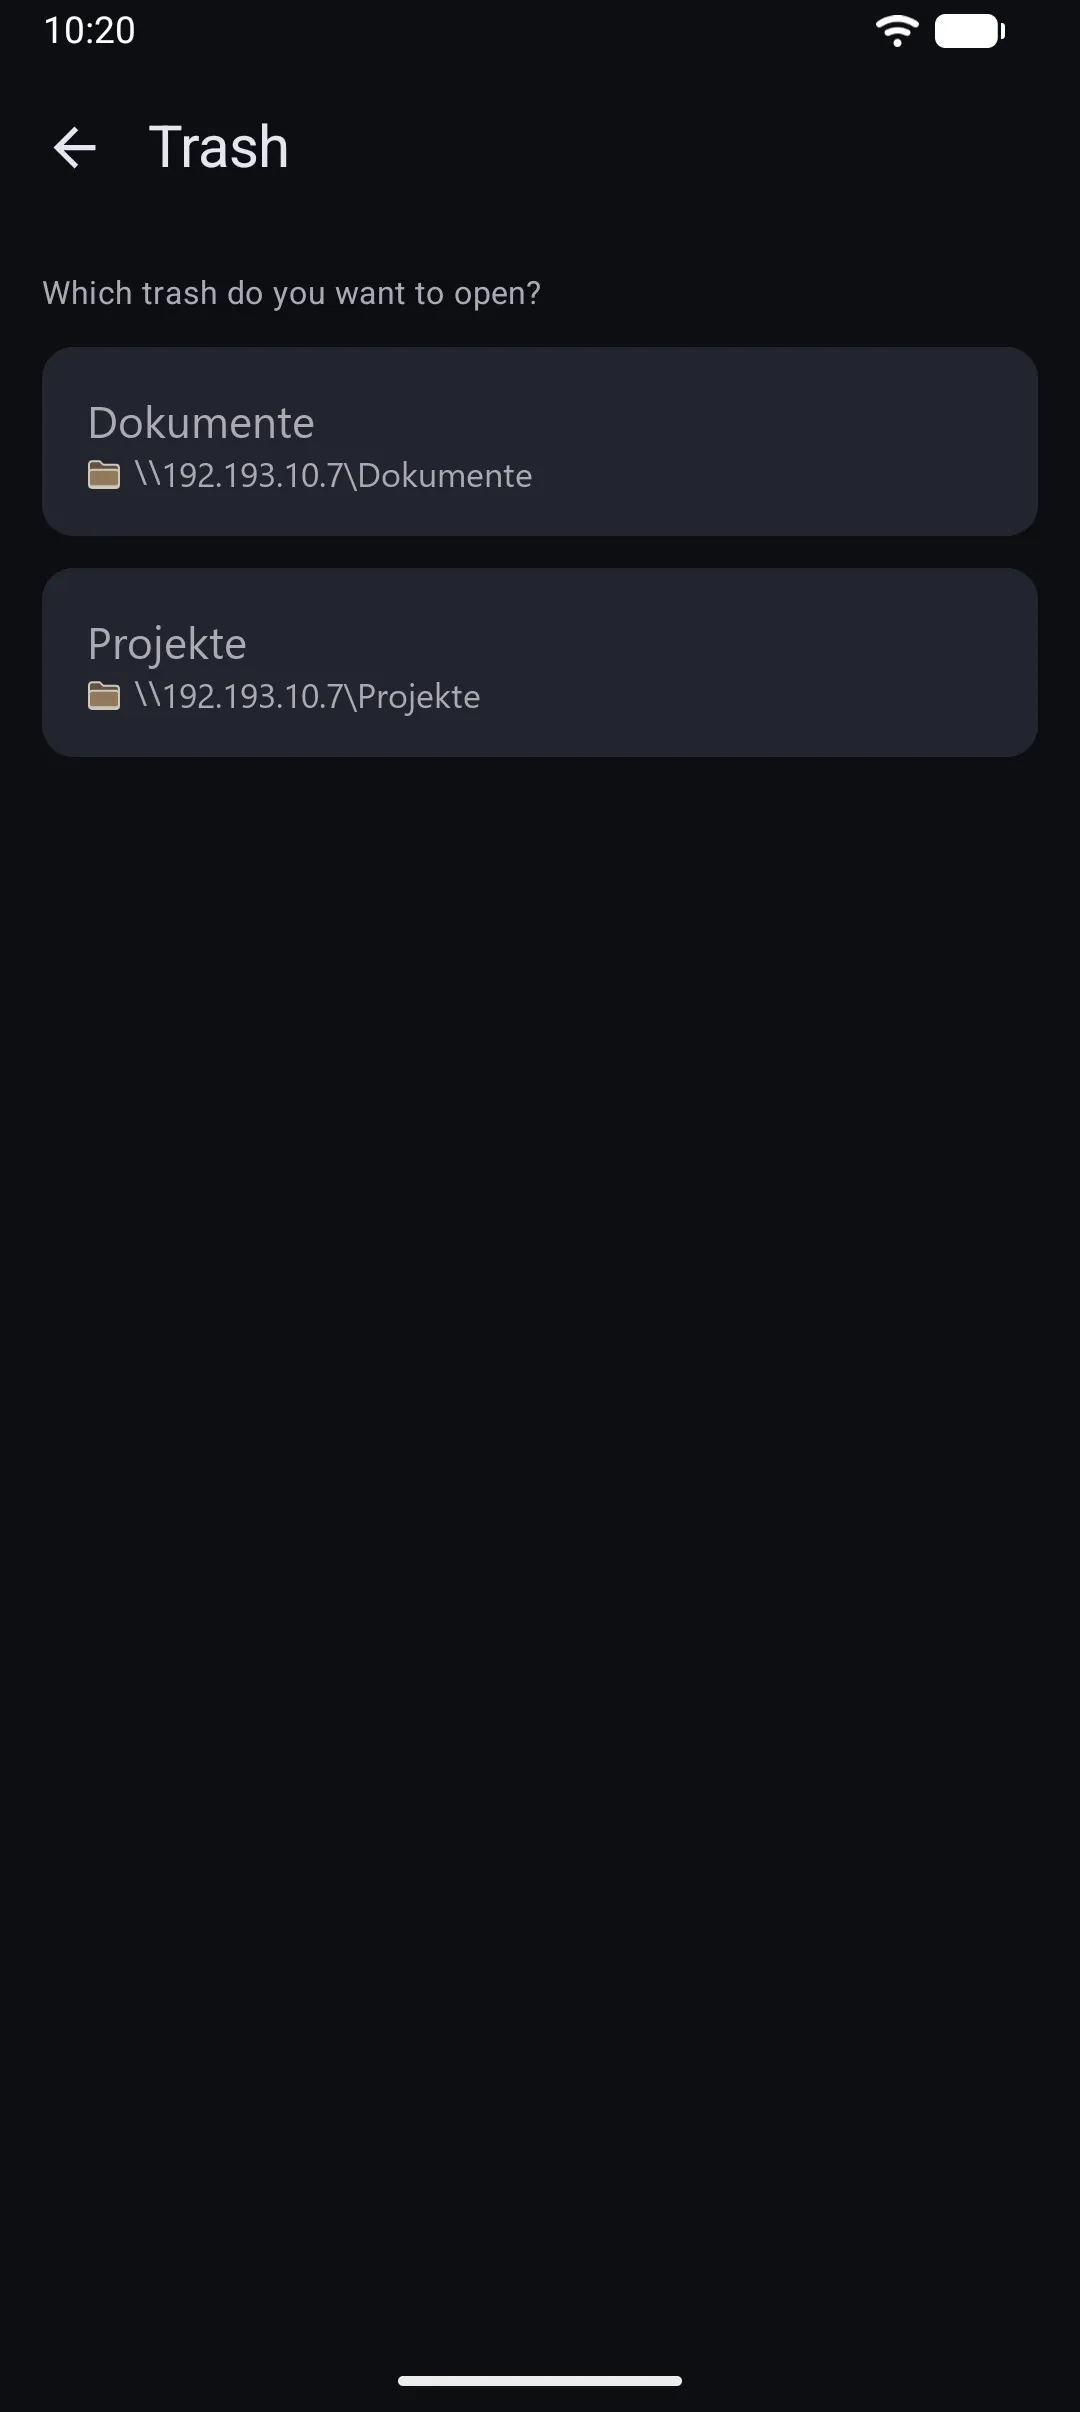 10:20
Trash
Which trash do you want to open?
Dokumente
\\192.193.10.7\Dokumente
Projekte
\\192.193.10.7\Projekte